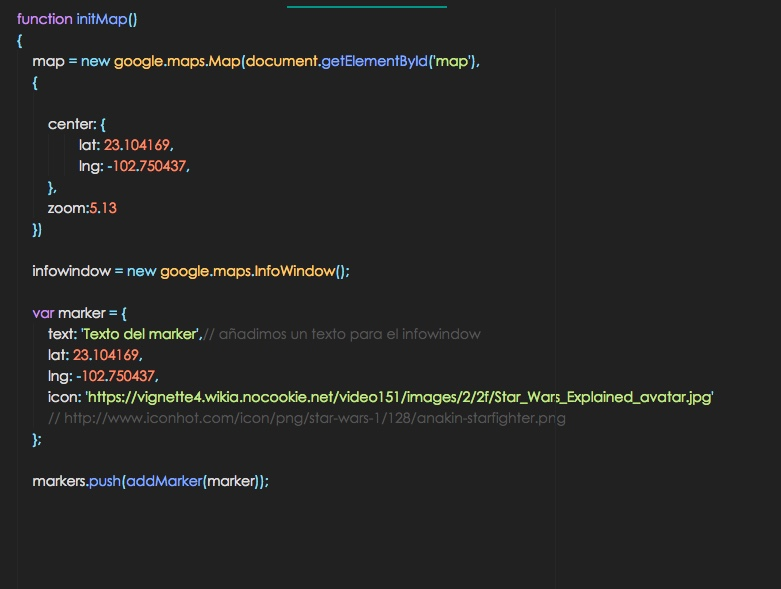 function initMap()
{
map = new google.maps.Map(document.getElementById('map'),
{
center: {
lat: 23.104169,
lng: -102.750437,
},
zoom:5.13
})
infowindow = new google.maps.InfoWindow();
var marker = {
text: 'Texto del marker',// añadimos un texto para el infowindow
lat: 23.104169,
lng: -102.750437,
icon: 'https://vignette4.wikia.nocookie.net/video151/images/2/2f/Star_Wars_Explained_avatar.jpg'
// http://www.iconhot.com/icon/png/star-wars-1/128/anakin-starfighter.png
};
markers.push(addMarker(marker));